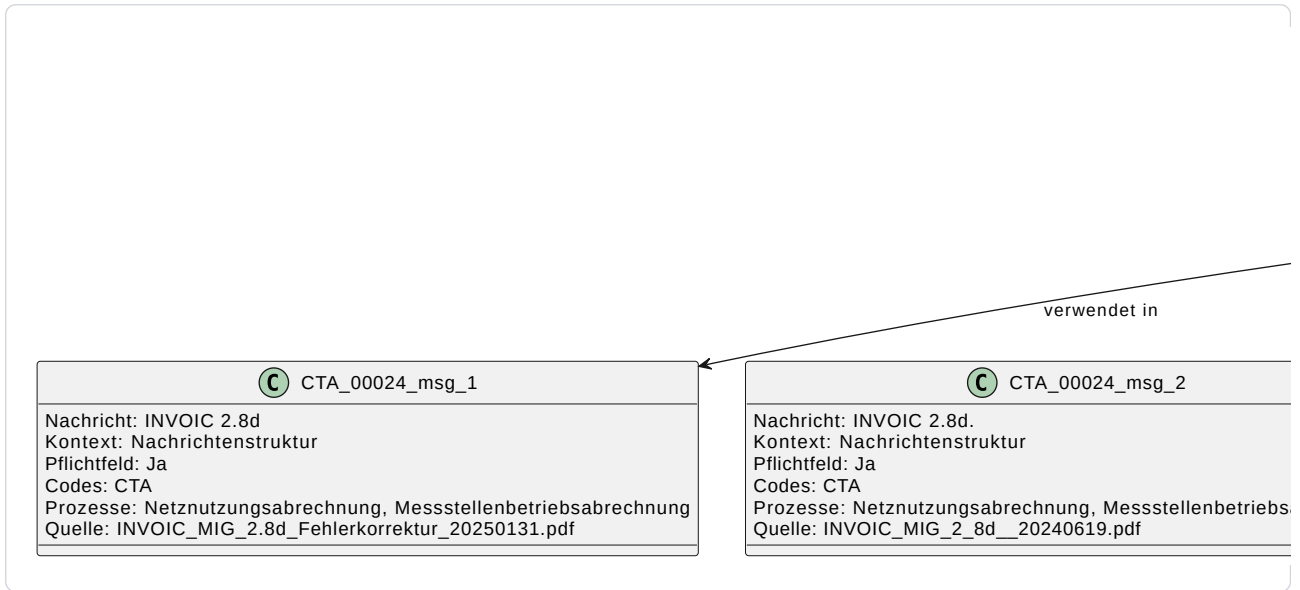 verwendet in
C CTA_00024_msg_1
Nachricht: INVOIC 2.8d
Kontext: Nachrichtenstruktur
Pflichtfeld: Ja
Codes: CTA
Prozesse: Netznutzungsabrechnung, Messstellenbetriebsabrechnung
Quelle: INVOIC_MIG_2.8d_Fehlerkorrektur_20250131.pdf
C CTA_00024_msg_2
Nachricht: INVOIC 2.8d.
Kontext: Nachrichtenstruktur
Pflichtfeld: Ja
Codes: CTA
Prozesse: Netznutzungsabrechnung,
Quelle: INVOIC_MIG_2_8d__20240619.pdf